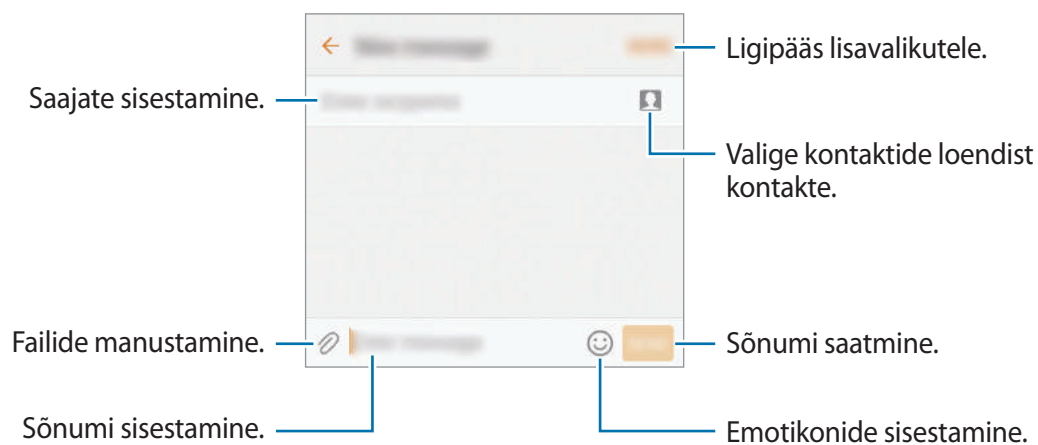 Ligipääs lisavalikutele.
Saajate sisestamine.
Valige kontaktide loendist
kontakte.
Failide manustamine.
Sõnumi saatmine.
Sõnumi sisestamine.
Emotikonide sisestamine.